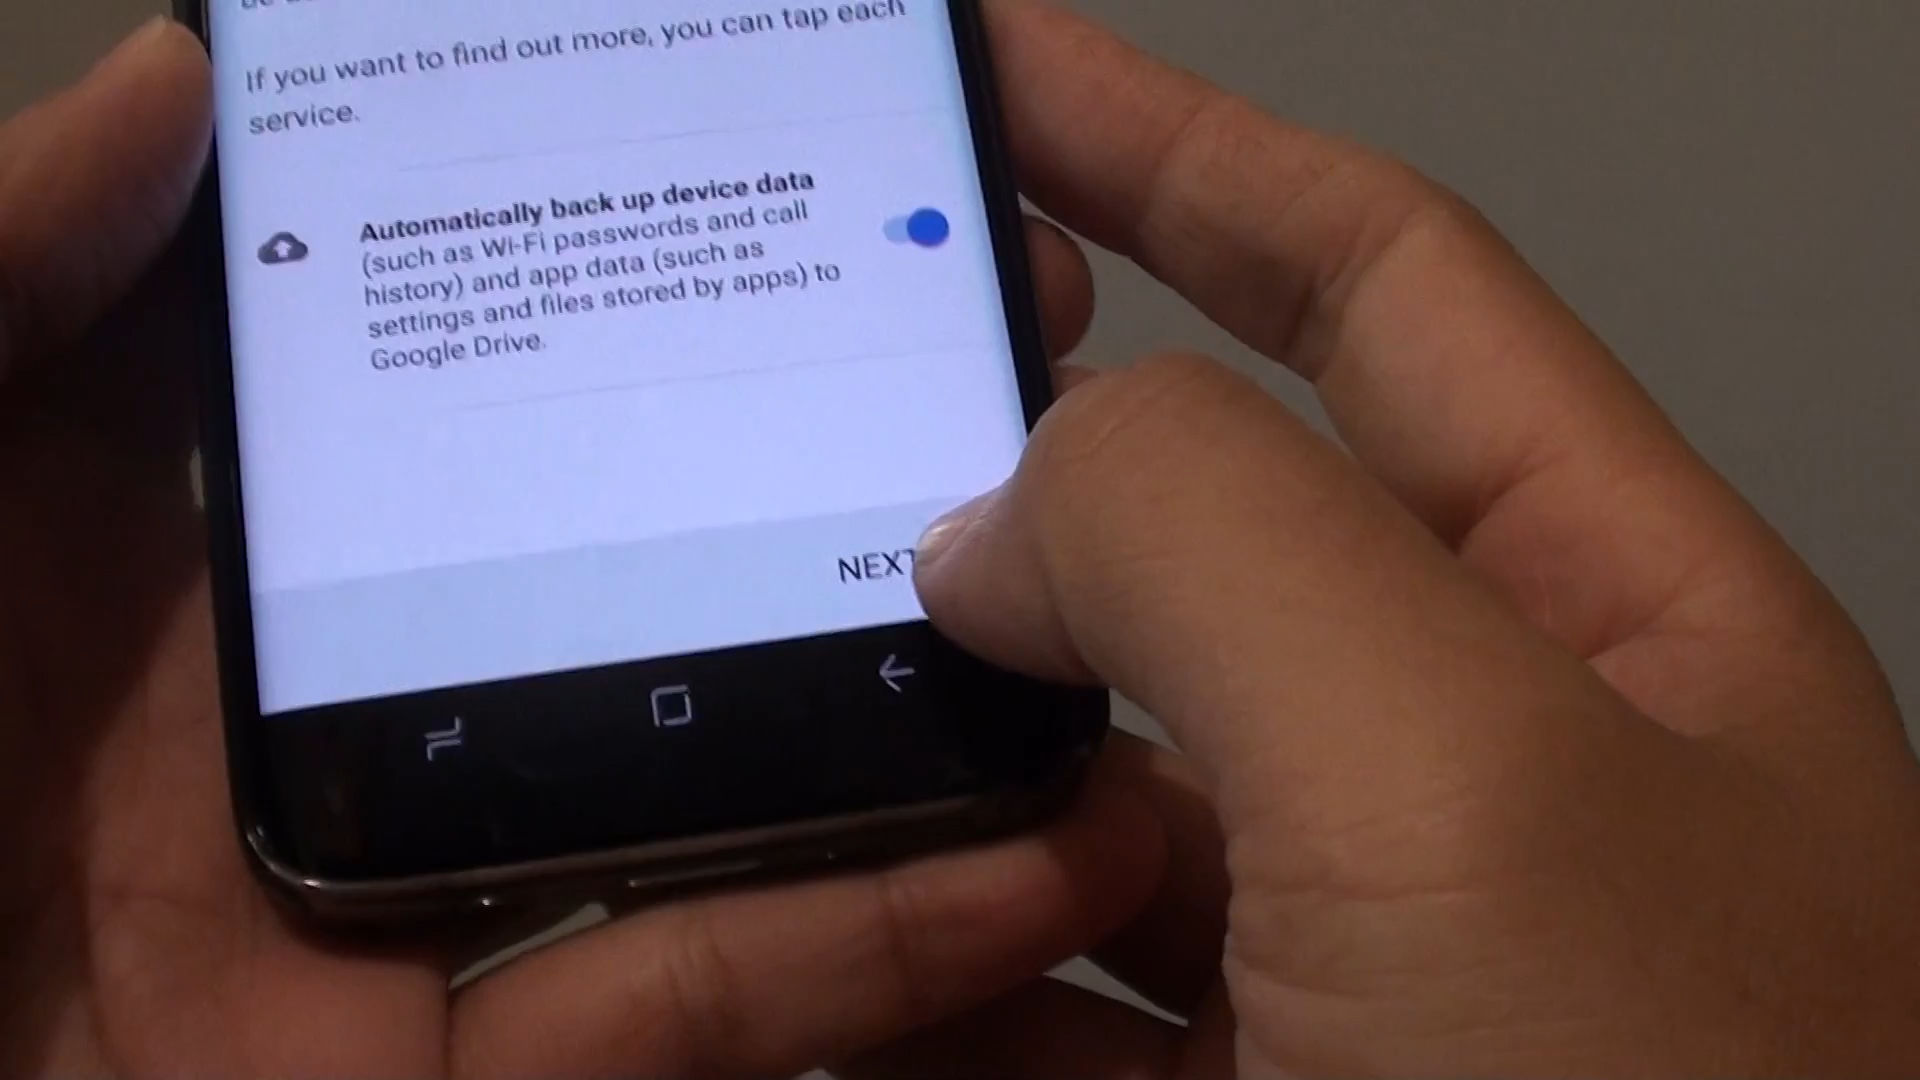 If you want to find out more, you can tap each
service.
Automatically back up device data
(such as Wi-Fi passwords and call
history) and app data (such as
settings and files stored by apps) to
Google Drive.
NEXT